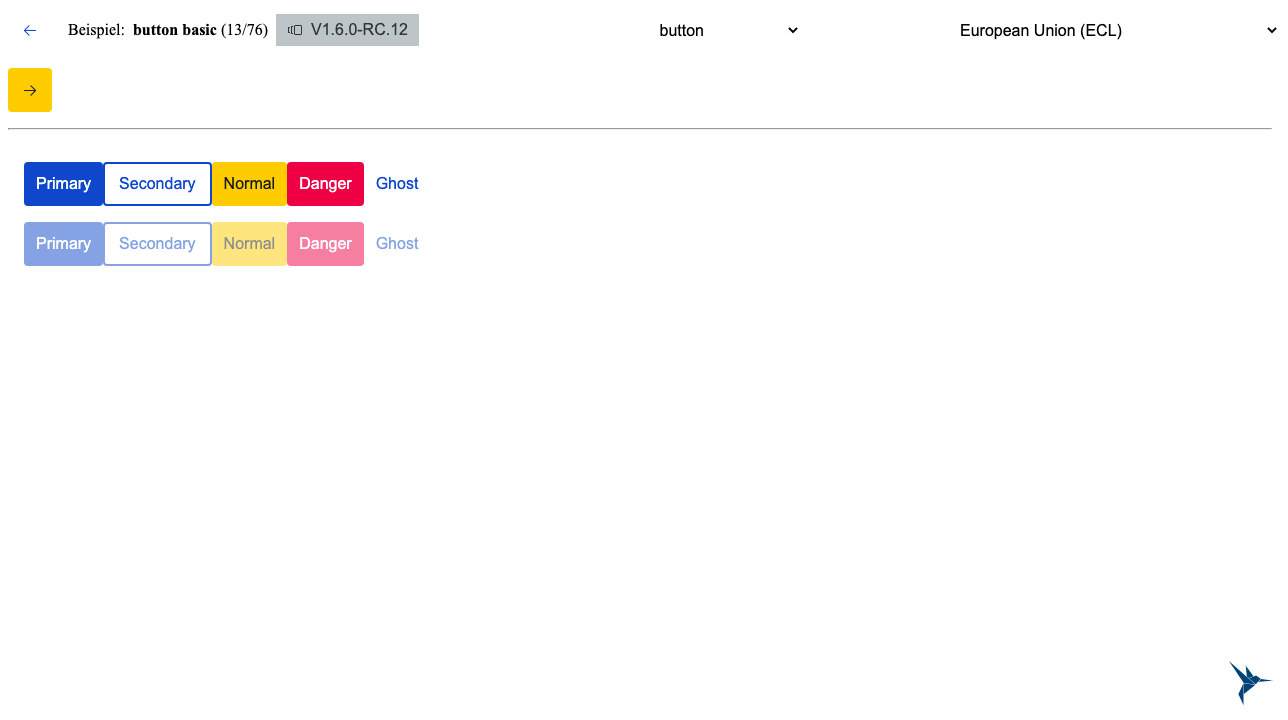 Beispiel: button basic (13/76) V1.6.0-RC.12 button European Union (ECL)
Primary Secondary Normal Danger Ghost
Primary Secondary Normal Danger Ghost